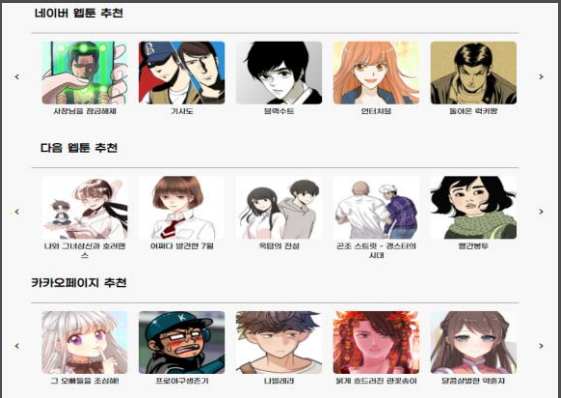 네이버 웹툰 추천
사장님을 잠금해제
기사도
블랙수트
언터처블
돌아온 럭키짱
다음 웹툰 추천
나와 그녀삼신과 호러맨스
어쩌다 발견한 7월
옥탑의 전설
곤조 스트릿 - 갱스터의 시대
빨간봉투
카카오페이지 추천
그 오빠들을 조심해!
프로야구생존기
나빌레라
붉게 흐드러진 란꽃송이
달콤살벌한 약혼자